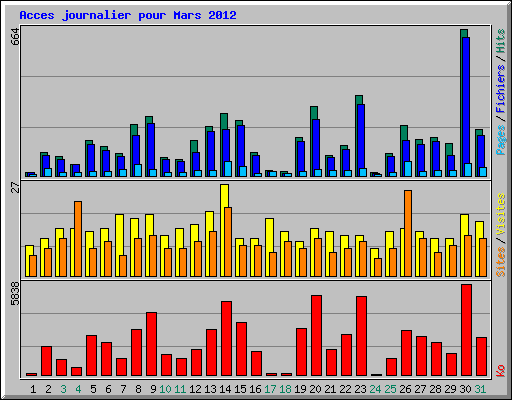 Acces journalier pour Mars 2012
664
Pages / Fichiers / Hits
27
Sites / Visites
5838
Ko
1 2 3 4 5 6 7 8 9 10 11 12 13 14 15 16 17 18 19 20 21 22 23 24 25 26 27 28 29 30 31